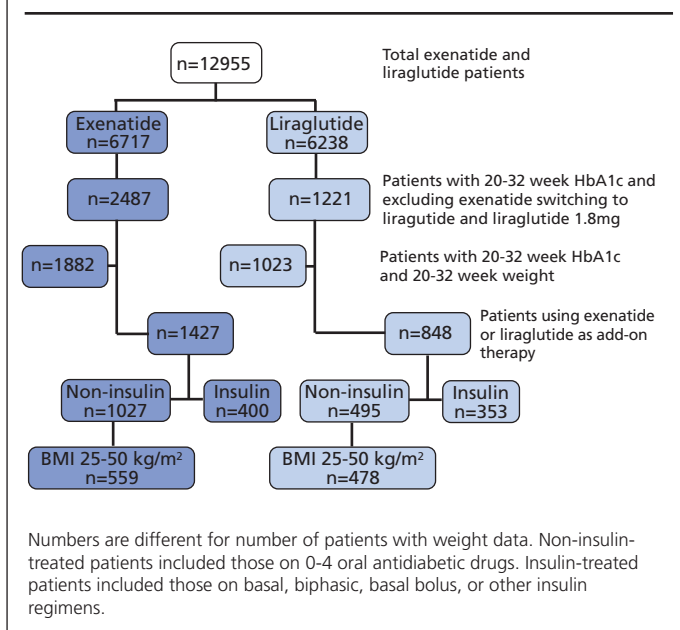 n=12955
Total exenatide and
liraglutide patients
Exenatide
n=6717
Liraglutide
n=6238
n=2487
n=1221
Patients with 20-32 week HbA1c and
excluding exenatide switching to
liragutide and liraglutide 1.8mg
n=1882
n=1023
Patients with 20-32 week HbA1c
and 20-32 week weight
n=1427
n=848
Patients using exenatide
or liraglutide as add-on
therapy
Non-insulin
n=1027
Insulin
n=400
Non-insulin
n=495
Insulin
n=353
BMI 25-50 kg/m²
n=559
BMI 25-50 kg/m²
n=478
Numbers are different for number of patients with weight data. Non-insulin-
treated patients included those on 0-4 oral antidiabetic drugs. Insulin-treated
patients included those on basal, biphasic, basal bolus, or other insulin
regimens.